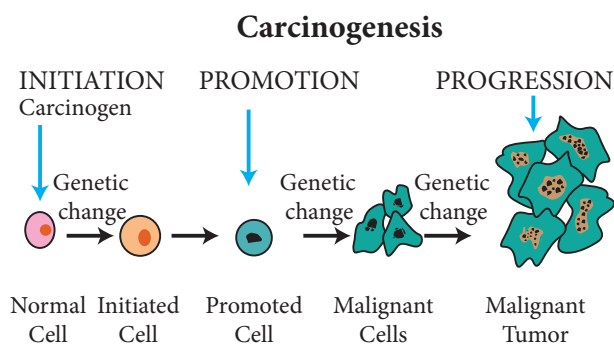 Carcinogenesis
INITIATION
Carcinogen
PROMOTION
PROGRESSION
Genetic
change
Genetic
change
Genetic
change
Normal
Cell
Initiated
Cell
Promoted
Cell
Malignant
Cells
Malignant
Tumor